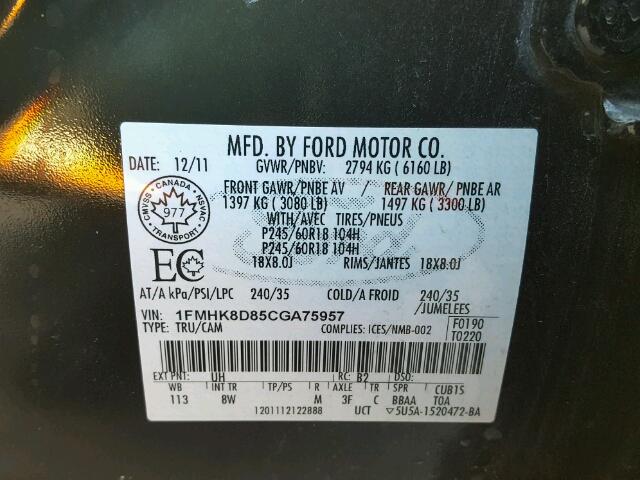 MFD. BY FORD MOTOR CO.
DATE: 12/11 GVWR/PNBV: 2794 KG ( 6160 LB)
FRONT GAWR/PNBE AV REAR GAWR/ PNBE AR
1397 KG ( 3080 LB) 1497 KG ( 3300 LB)
WITH/AVEC TIRES/PNEUS
P245/60R18 104H
P245/60R18 104H
18X8.0J RIMS/JANTES 18X8.0J
CANADA
CMVSS NSVAC
977
TRANSPORT
EC
AT/A kPa/PSI/LPC 240/35 COLD/A FROID 240/35
/JUMELEES
VIN: 1FMHK8D85CGA75957
TYPE: TRU/CAM COMPLIES: ICES/NMB-002
F0190
T0220
EXT PNT: UH RC: B2 DSO:
WB INT TR TP/PS R AXLE TR SPR CUB1S
113 8W M 3F C BBAA TOA
1201112122888 UCT ▽5U5A-1520472-BA